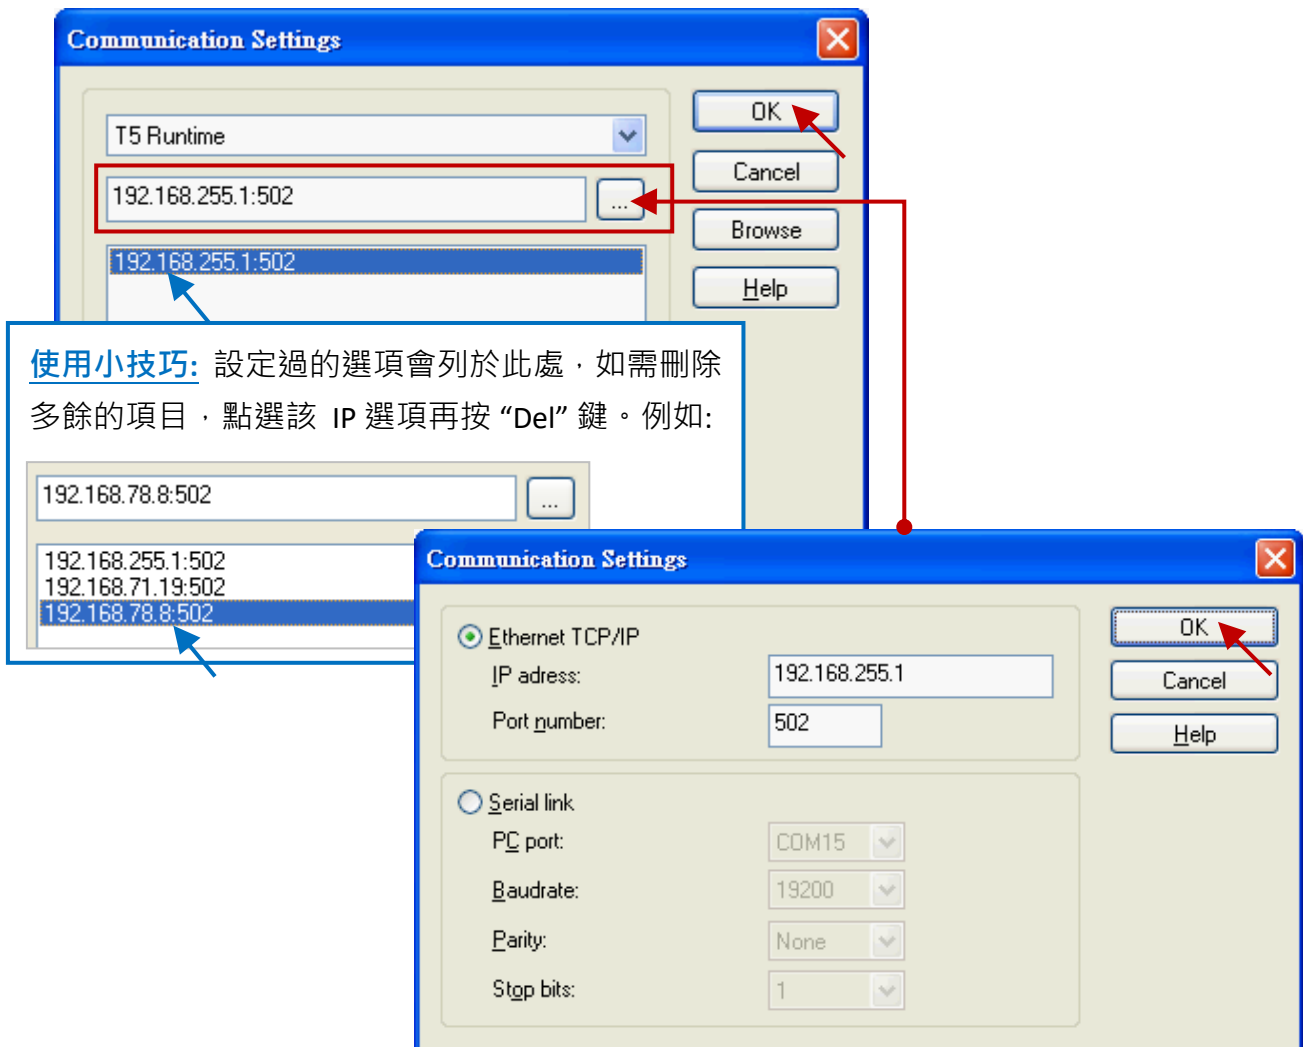 Communication Settings
T5 Runtime
192.168.255.1:502
...
192.168.255.1:502
OK
Cancel
Browse
Help
使用小技巧: 設定過的選項會列於此處，如需刪除
多餘的項目，點選該 IP 選項再按 “Del” 鍵。例如:
192.168.78.8:502
...
192.168.255.1:502
192.168.71.19:502
192.168.78.8:502
Communication Settings
Ethernet TCP/IP
IP adress: 192.168.255.1
Port number: 502
OK
Cancel
Help
Serial link
PC port: COM15
Baudrate: 19200
Parity: None
Stop bits: 1